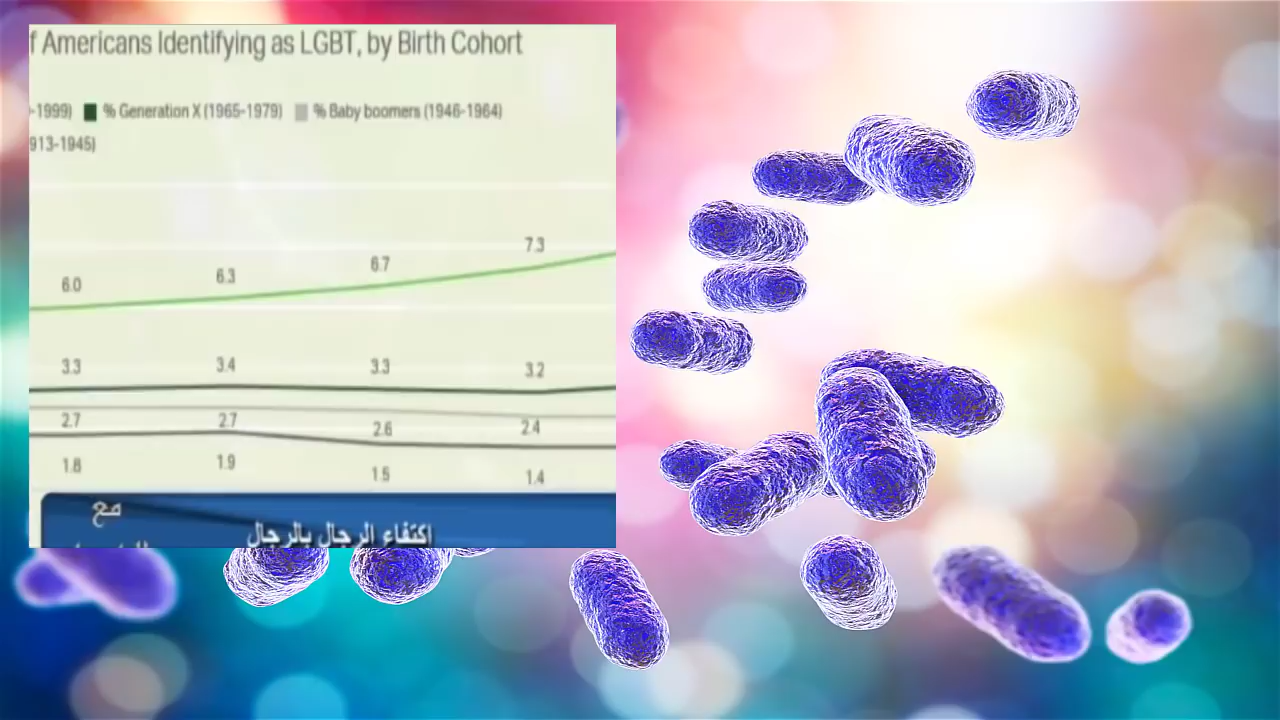 f Americans Identifying as LGBT, by Birth Cohort
-1999) % Generation X (1965-1979) % Baby boomers (1946-1964)
913-1945)
7.3
6.7
6.3
6.0
3.3 3.4 3.3 3.2
2.7 2.7 2.6 2.4
1.8 1.9 1.5 1.4
مع
اكتفاء الرجال بالرجال